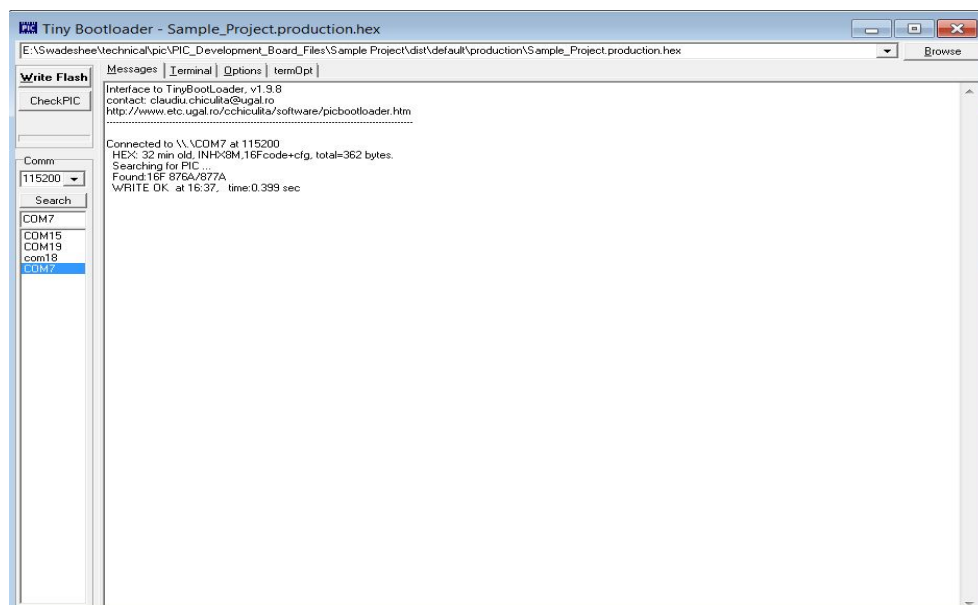 PIC Tiny Bootloader - Sample_Project.production.hex
E:\Swadeshee\technical\pic\PIC_Development_Board_Files\Sample Project\dist\default\production\Sample_Project.production.hex
Browse
Write Flash
Messages Terminal Options termOpt
CheckPIC
Interface to TinyBootLoader, v1.9.8
contact: claudiu.chiculita@ugal.ro
http://www.etc.ugal.ro/cchiculita/software/picbootloader.htm
--------------------------------------------------------------------------------
Connected to \\.\COM7 at 115200
HEX: 32 min old, INHX8M,16Fcode+cfg, total=362 bytes.
Searching for PIC ...
Found:16F 876A/877A
WRITE OK at 16:37, time:0.399 sec
Comm
115200
Search
COM7
COM15
COM19
com18
COM7